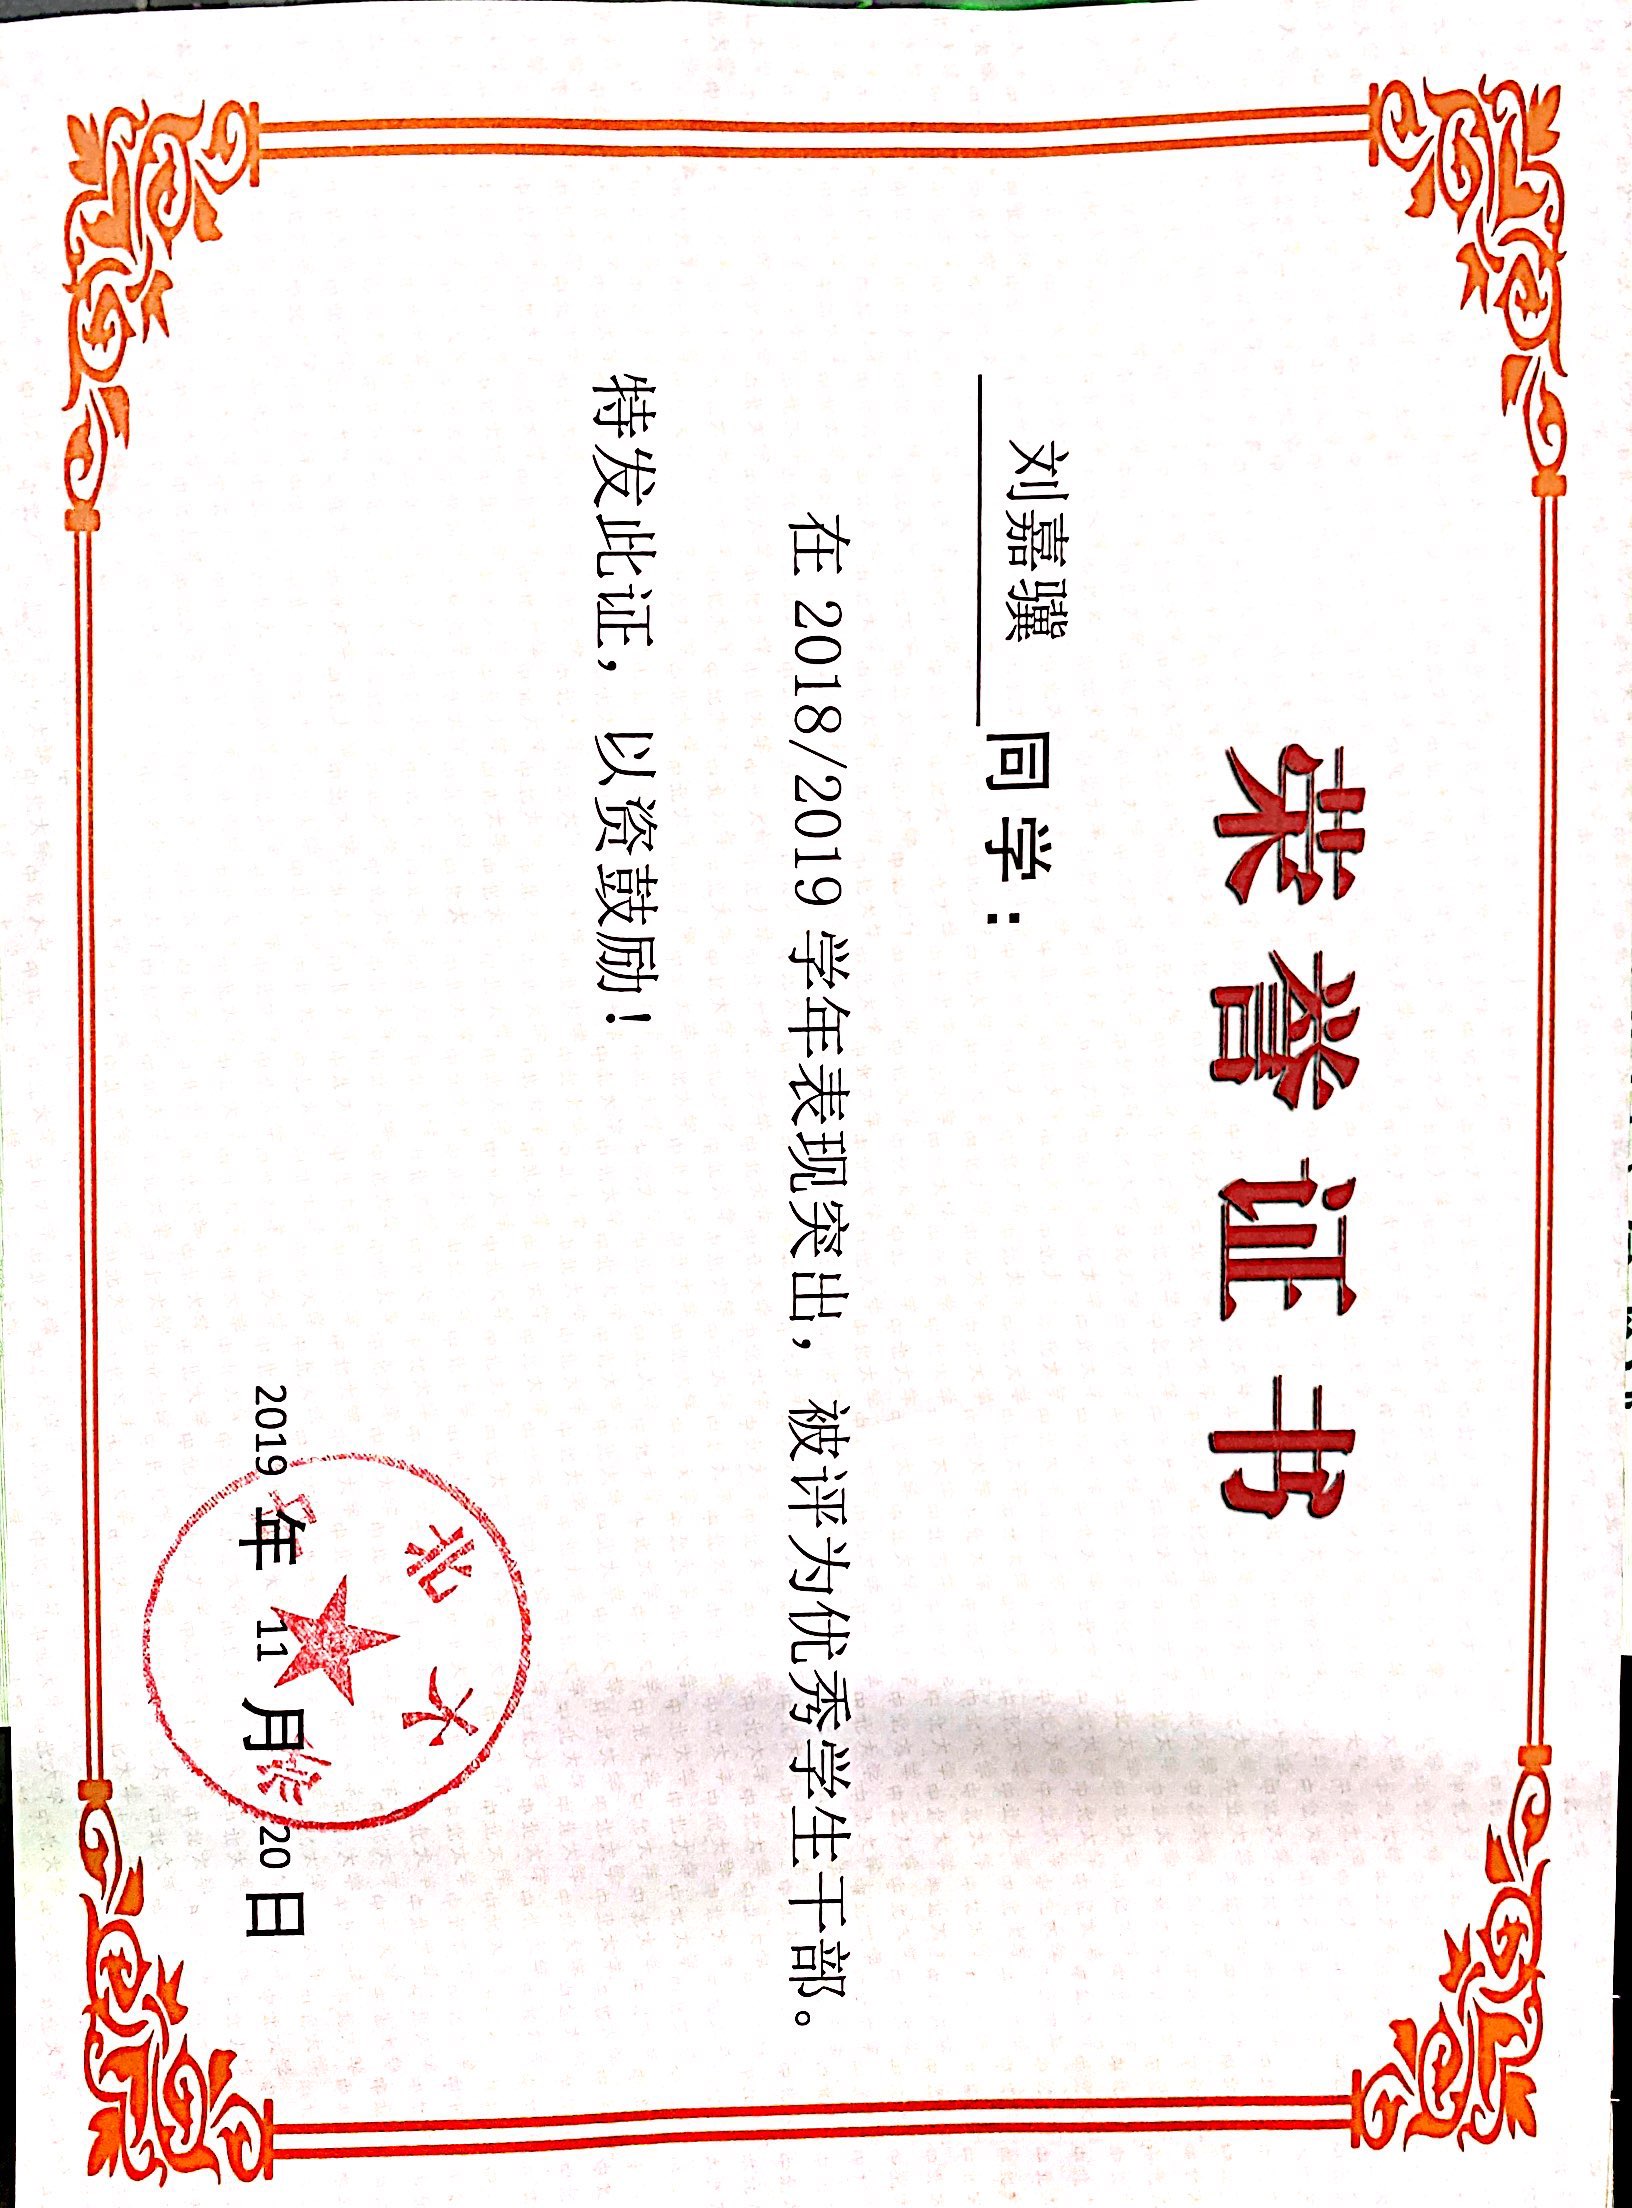 荣誉证书
刘嘉骥同学：
在 2018/2019 学年表现突出，被评为优秀学生干部。
特发此证，以资鼓励！
中北大学
2019 年 11 月 20 日